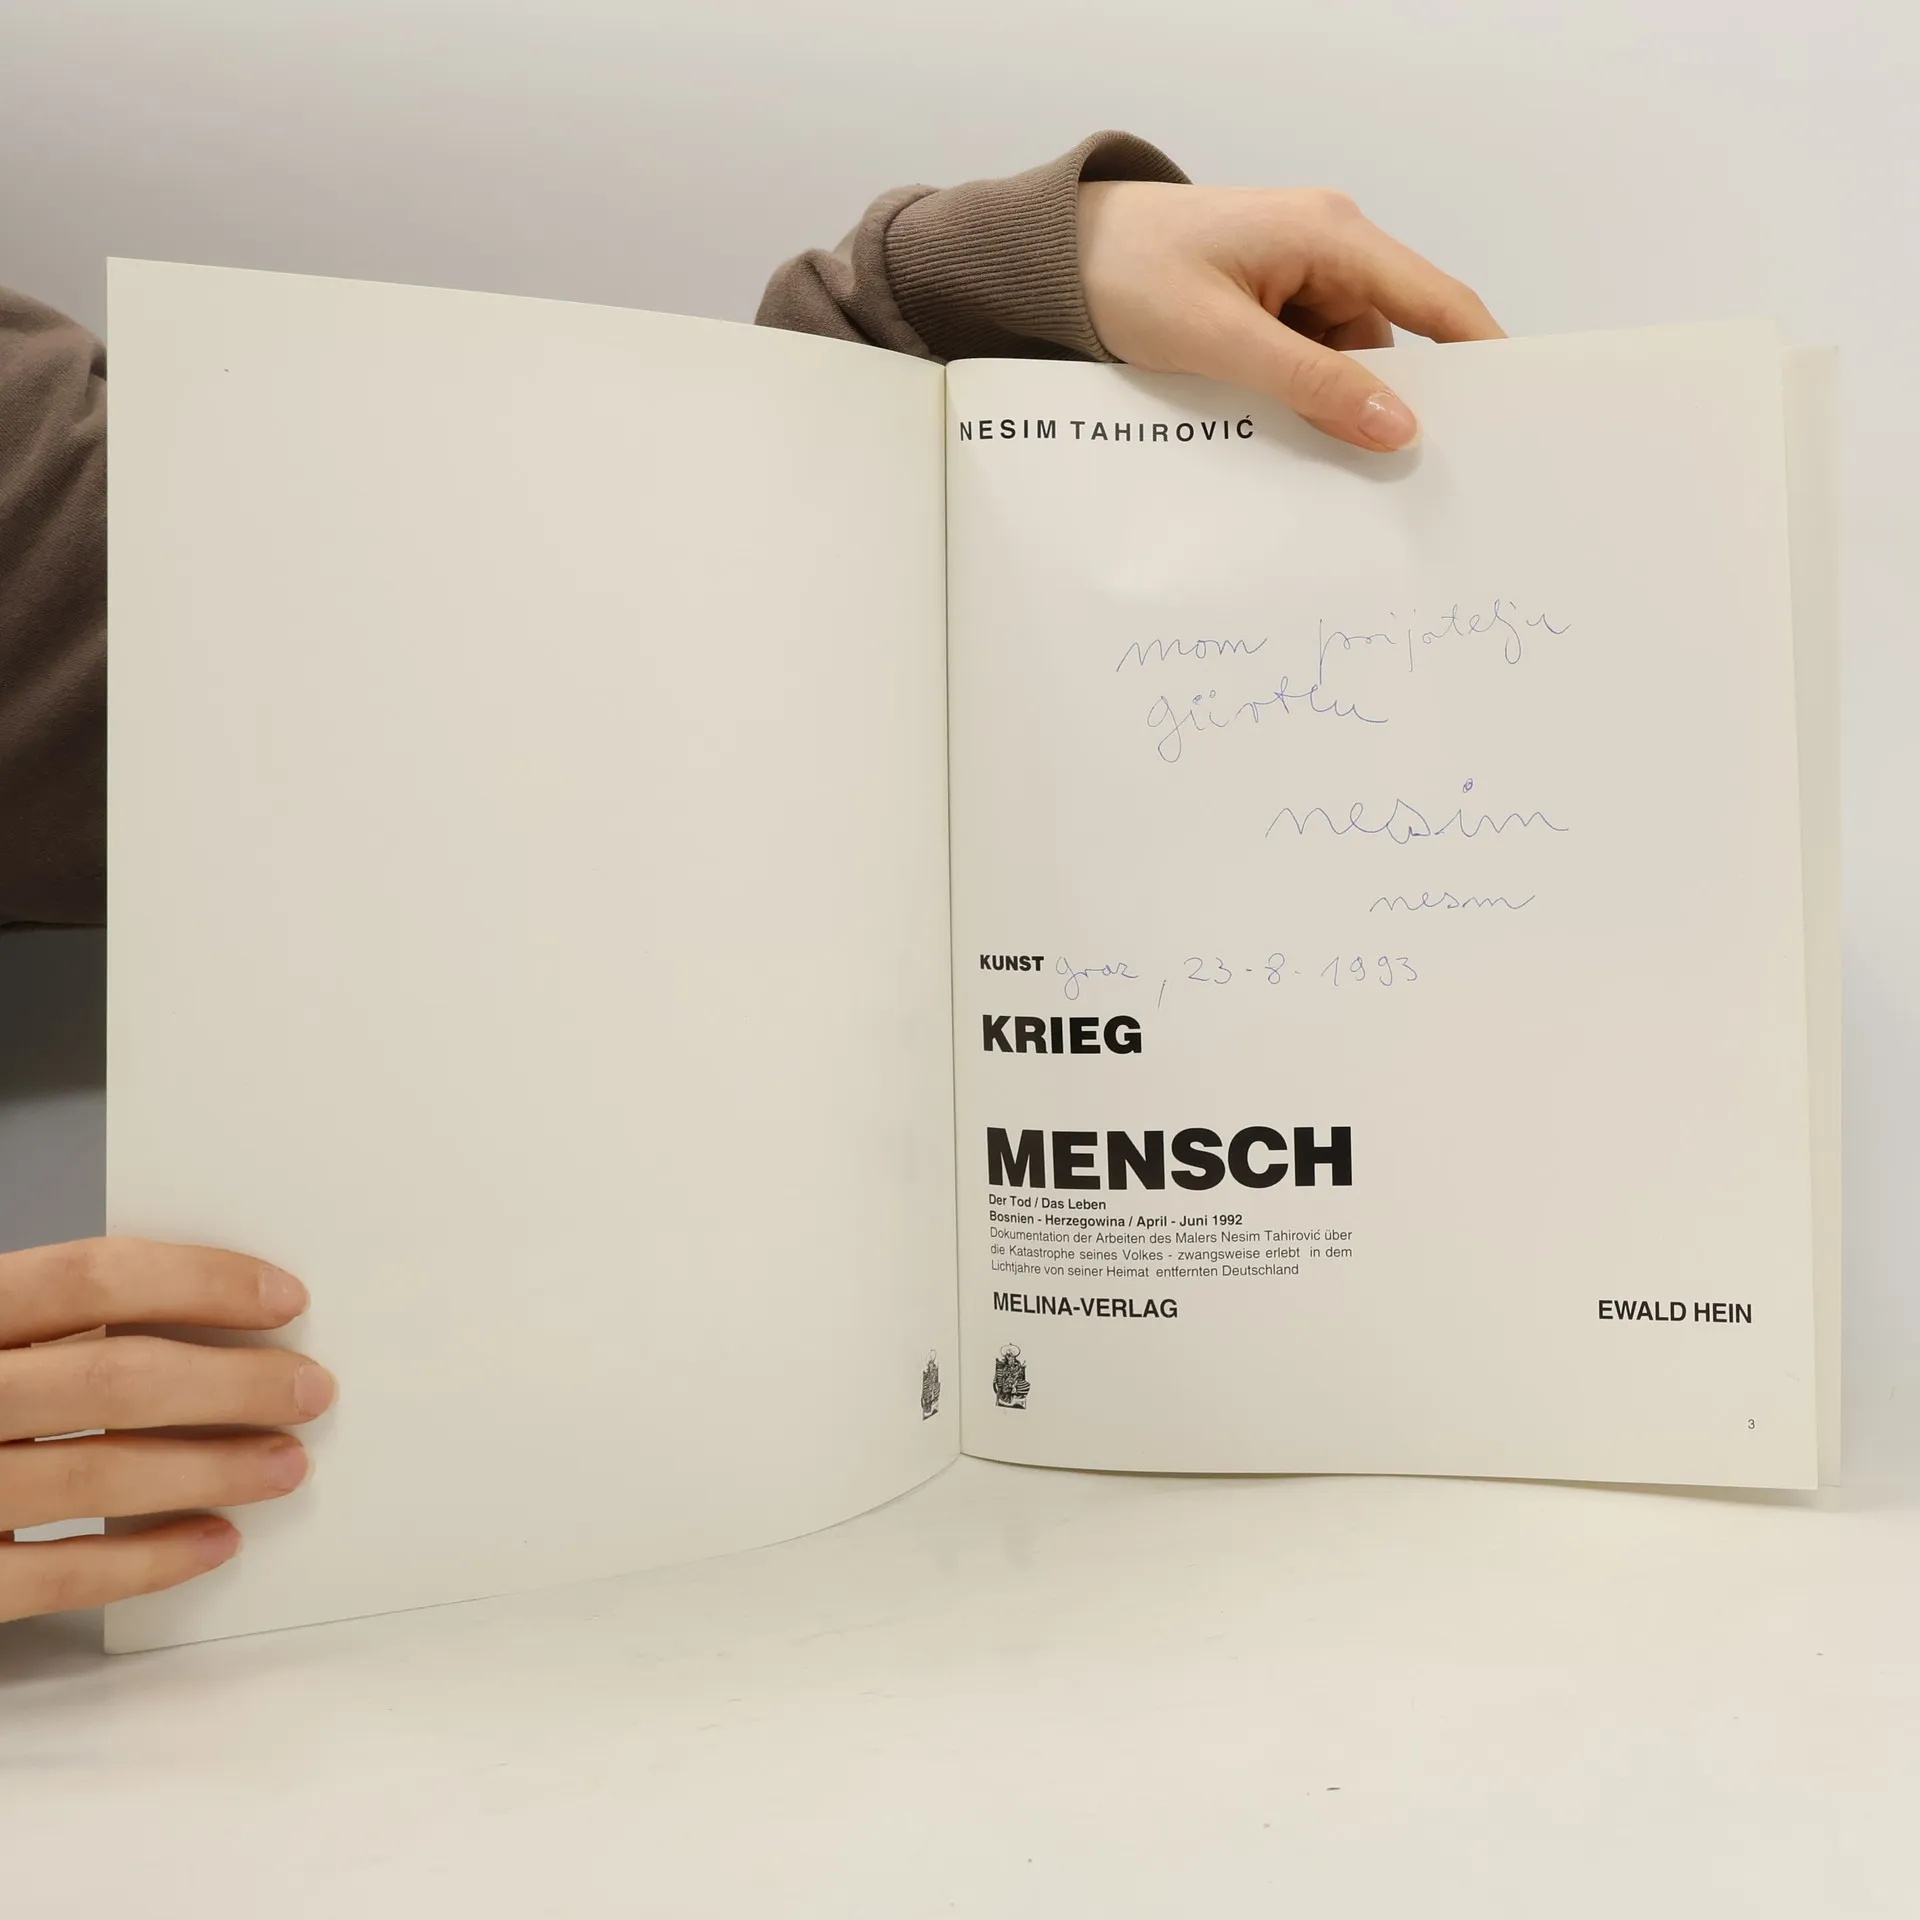 NESIM TAHIROVIĆ
mom prijatelju
nesim
nesim
KUNST
graz, 23-8-1993
KRIEG
MENSCH
Der Tod / Das Leben
Bosnien - Herzegowina / April - Juni 1992
Dokumentation der Arbeiten des Malers Nesim Tahirović über
die Katastrophe seines Volkes - zwangsweise erlebt in dem
Lichtjahre von seiner Heimat entfernten Deutschland
MELINA-VERLAG
EWALD HEIN
3